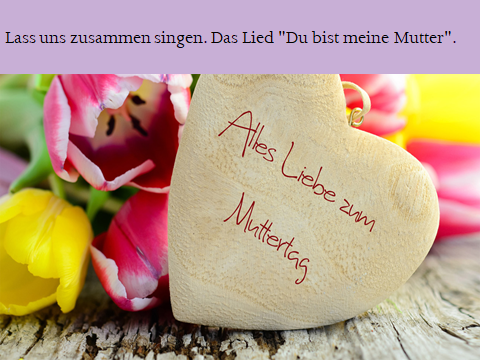 Lass uns zusammen singen. Das Lied "Du bist meine Mutter".
Alles Liebe zum
Muttertag